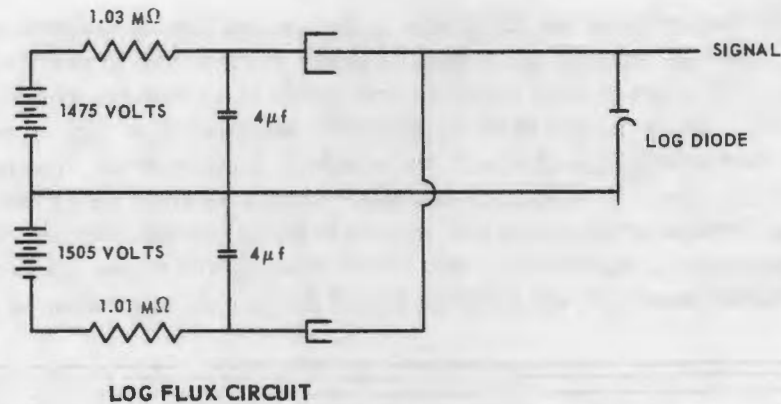 1.03 MΩ
SIGNAL
1475 VOLTS
4μf
LOG DIODE
1505 VOLTS
4μf
1.01 MΩ
LOG FLUX CIRCUIT